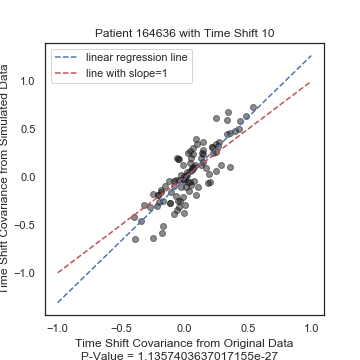 Patient 164636 with Time Shift 10
linear regression line
line with slope=1
Time Shift Covariance from Simulated Data
1.0
0.5
0.0
−0.5
−1.0
−1.0
−0.5
0.0
0.5
1.0
Time Shift Covariance from Original Data
P-Value = 1.1357403637017155e-27